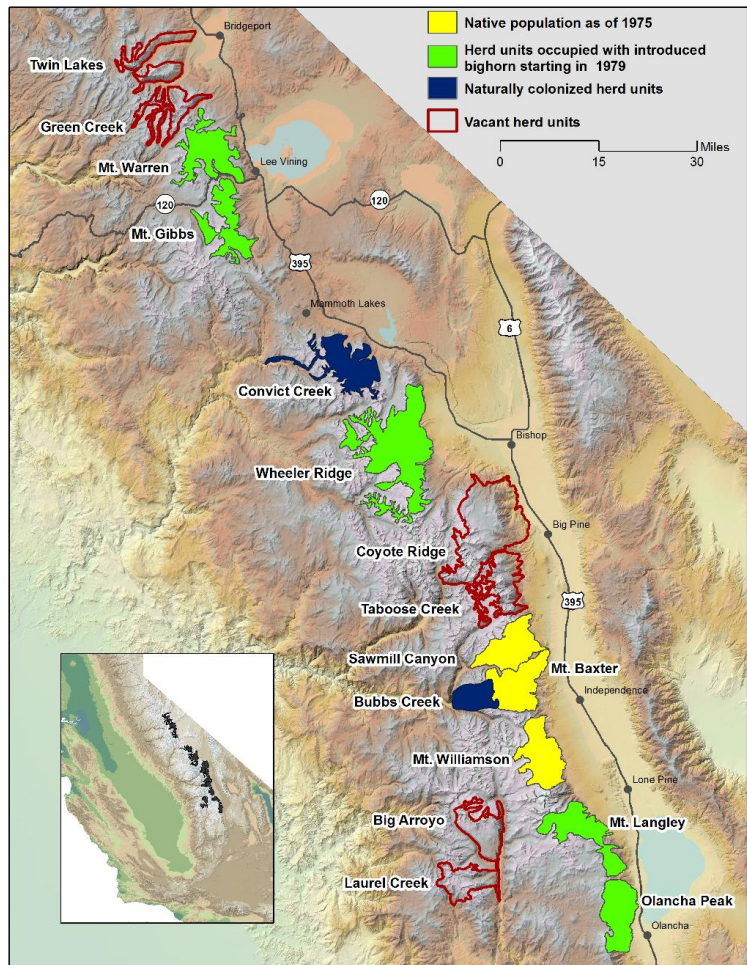 Native population as of 1975
Herd units occupied with introduced
bighorn starting in 1979
Naturally colonized herd units
Vacant herd units
Miles
0
15
30
Bridgeport
Twin Lakes
Green Creek
Mt. Warren
Lee Vining
120
120
Mt. Gibbs
395
Mammoth Lakes
6
Convict Creek
Bishop
Wheeler Ridge
Big Pine
Coyote Ridge
395
Taboose Creek
Sawmill Canyon
Mt. Baxter
Bubbs Creek
Independence
Mt. Williamson
Lone Pine
Big Arroyo
Mt. Langley
Laurel Creek
Olancha Peak
Olancha